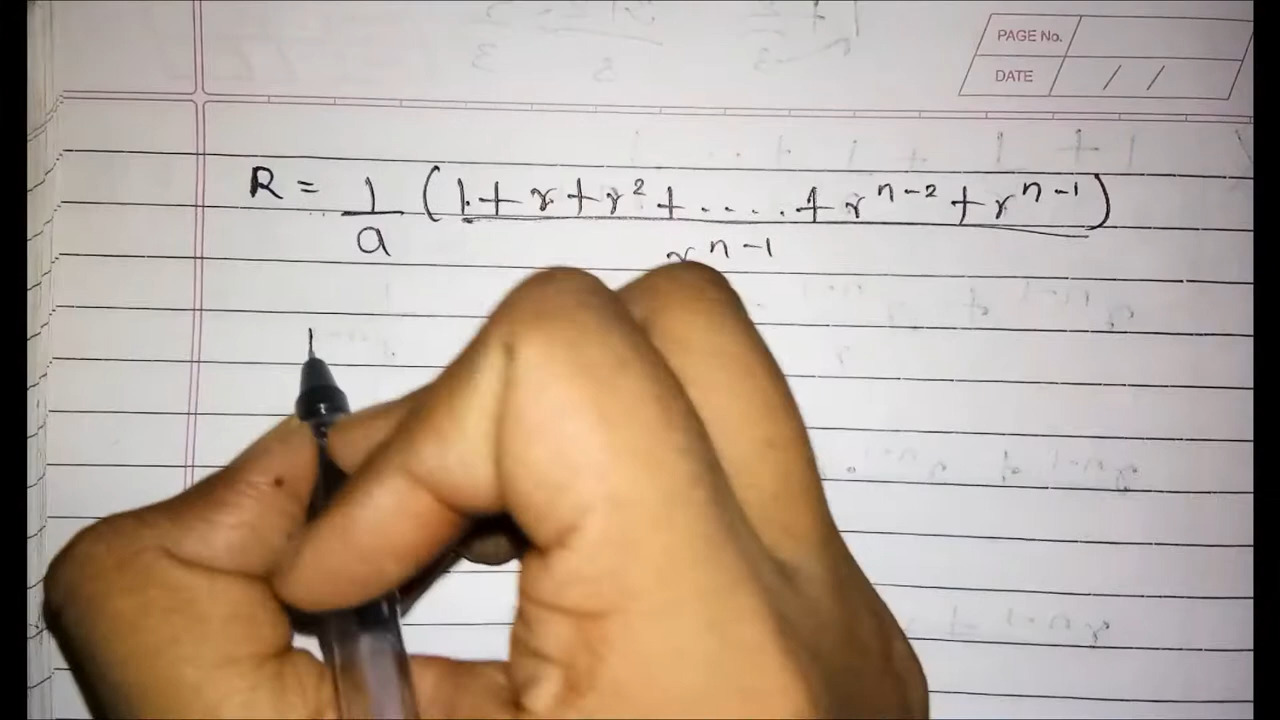 PAGE No.
DATE / /
R = 1/a (1 + r + r² + .... + r^(n-2) + r^(n-1))
r^(n-1)